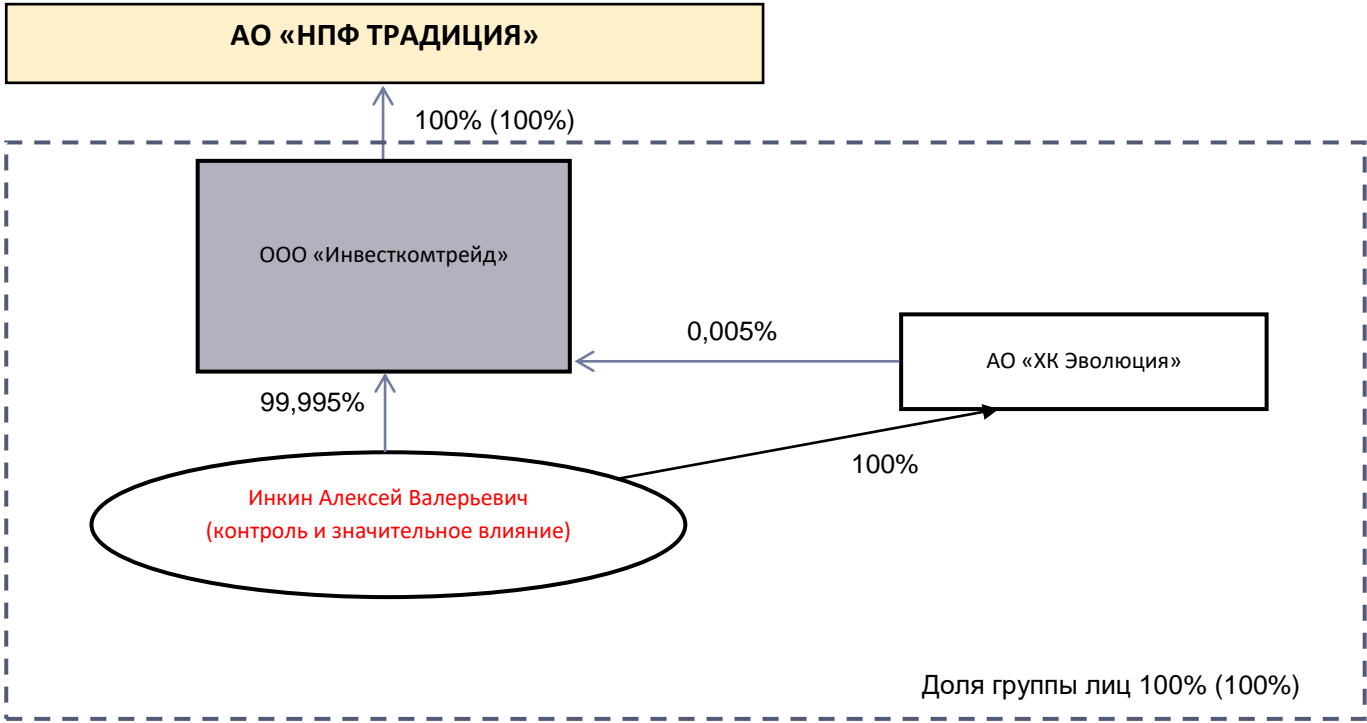 АО «НПФ ТРАДИЦИЯ»
100% (100%)
ООО «Инвесткомтрейд»
0,005%
АО «ХК Эволюция»
99,995%
100%
Инкин Алексей Валерьевич
(контроль и значительное влияние)
Доля группы лиц 100% (100%)